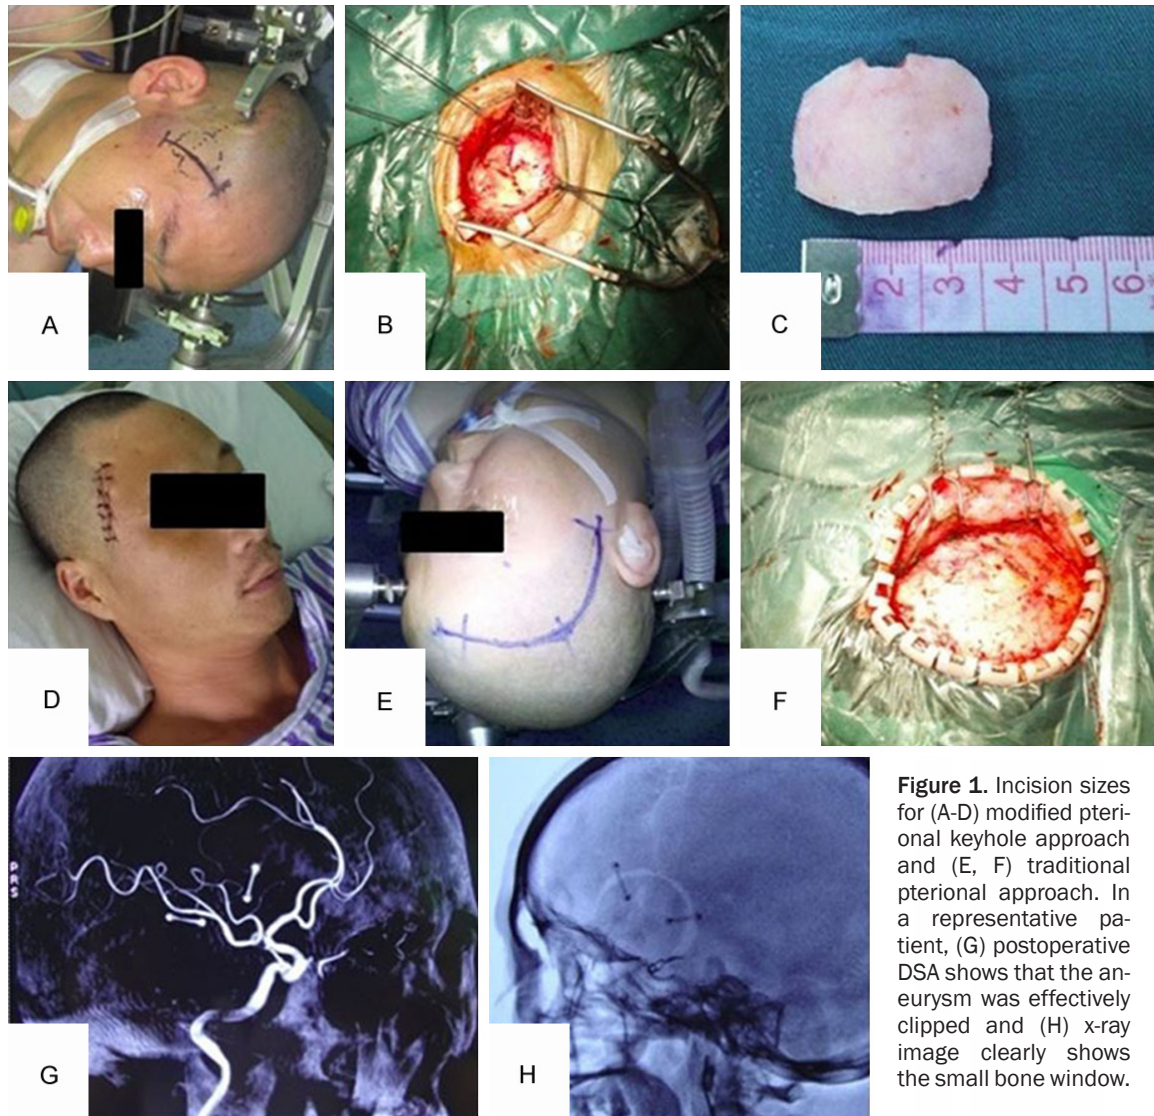 A
B
C
2 3 4 5 6
D
E
F
PRS
G
H
Figure 1. Incision sizes
for (A-D) modified pteri-
onal keyhole approach
and (E, F) traditional
pterional approach. In
a representative pa-
tient, (G) postoperative
DSA shows that the an-
eurysm was effectively
clipped and (H) x-ray
image clearly shows
the small bone window.